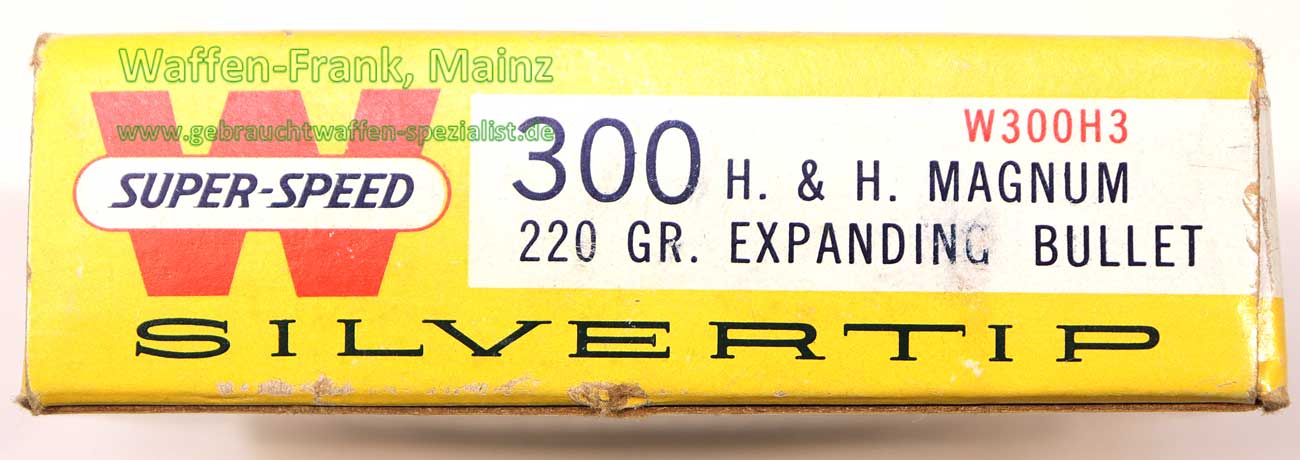 Waffen-Frank, Mainz
www.gebrauchtwaffen-spezialist.de
W
SUPER-SPEED
W300H3
300 H. & H. MAGNUM
220 GR. EXPANDING BULLET
SILVERTIP